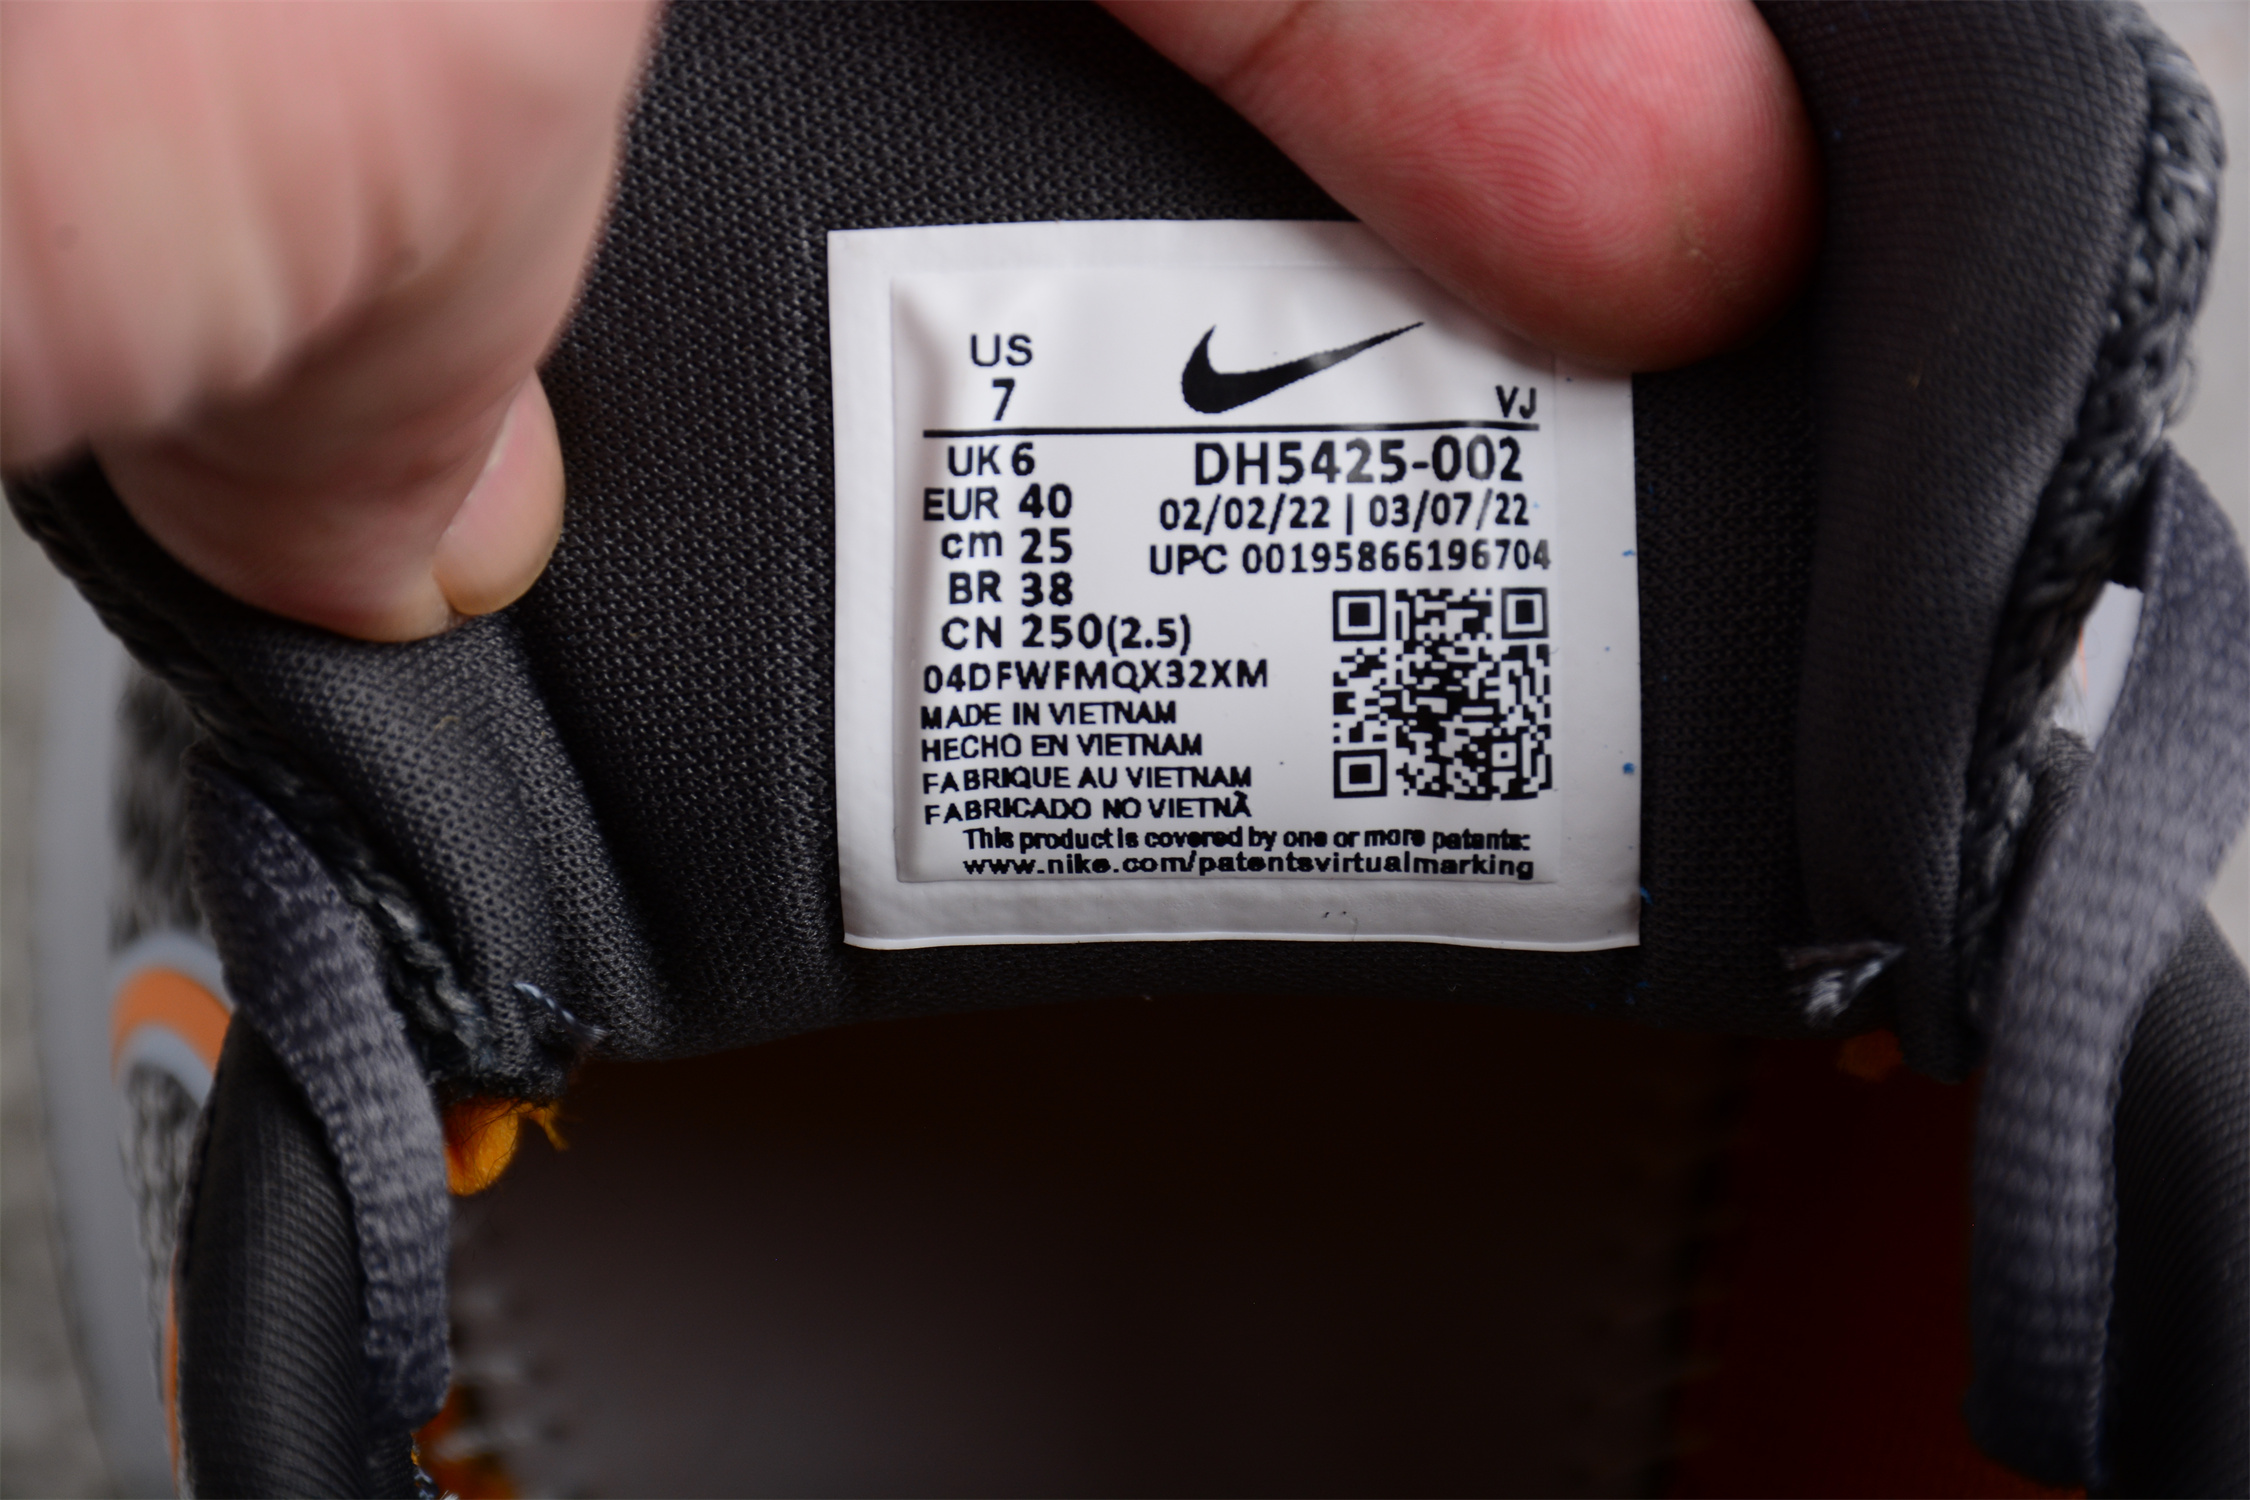 US
7
VJ
UK 6
DH5425-002
EUR 40
02/02/22 | 03/07/22
cm 25
UPC 00195866196704
BR 38
CN 250(2.5)
04DFWFMQX32XM
MADE IN VIETNAM
HECHO EN VIETNAM
FABRIQUE AU VIETNAM
FABRICADO NO VIETNÀ
This product is covered by one or more patents:
www.nike.com/patentsvirtualmarking